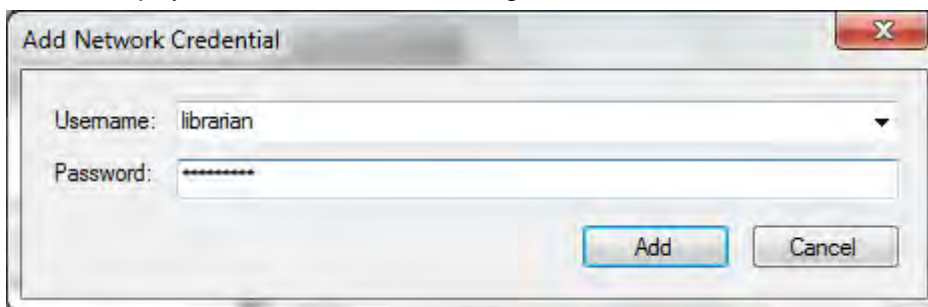 Add Network Credential
Username: librarian
Password: •••••••••
Add Cancel